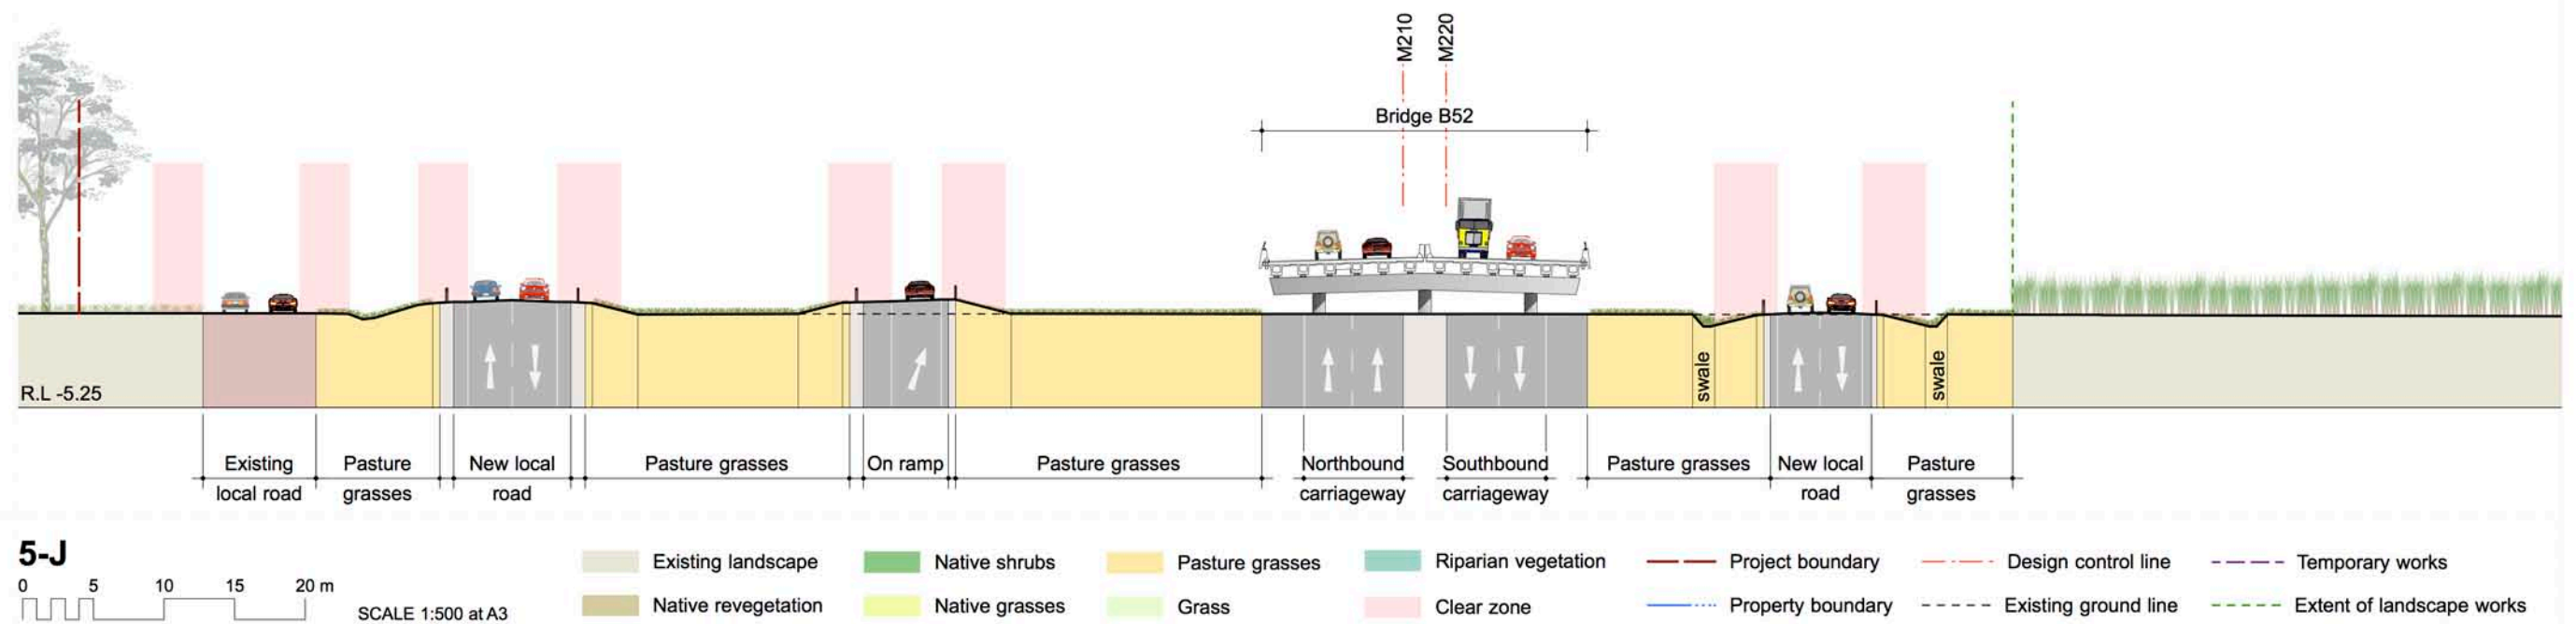 M210
M220
Bridge B52
swale
swale
R.L -5.25
Existing
local road
Pasture
grasses
New local
road
Pasture grasses
On ramp
Pasture grasses
Northbound
carriageway
Southbound
carriageway
Pasture grasses
New local
road
Pasture
grasses
5-J
0 5 10 15 20 m
SCALE 1:500 at A3
Existing landscape
Native revegetation
Native shrubs
Native grasses
Pasture grasses
Grass
Riparian vegetation
Clear zone
Project boundary
Property boundary
Design control line
Existing ground line
Temporary works
Extent of landscape works